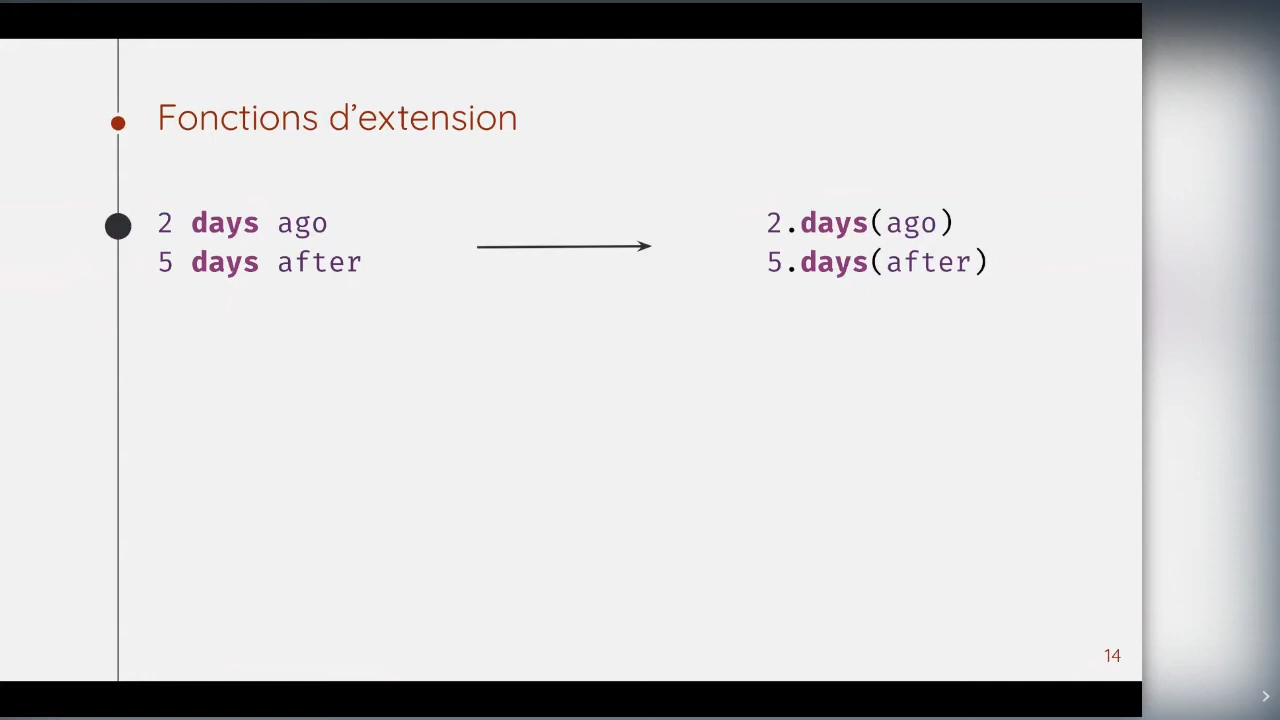 Fonctions d’extension
2 days ago
5 days after
2.days(ago)
5.days(after)
14